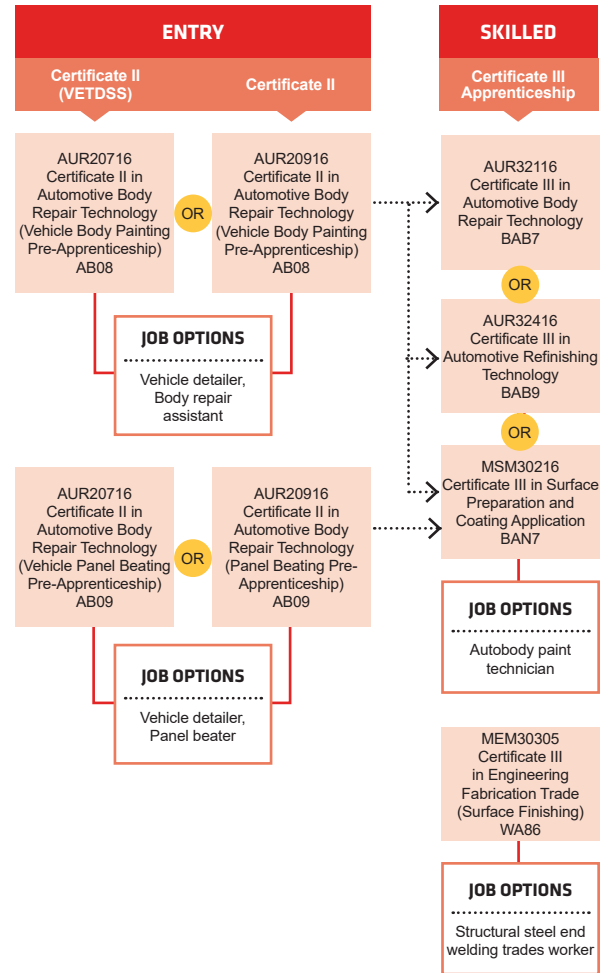 ENTRY
SKILLED
Certificate II
(VETDSS)
Certificate II
Certificate III
Apprenticeship
AUR20716
Certificate II in
Automotive Body
Repair Technology
(Vehicle Body Painting
Pre-Apprenticeship)
AB08
OR
AUR20916
Certificate II in
Automotive Body
Repair Technology
(Vehicle Body Painting
Pre-Apprenticeship)
AB08
JOB OPTIONS
Vehicle detailer,
Body repair
assistant
AUR20716
Certificate II in
Automotive Body
Repair Technology
(Vehicle Panel Beating
Pre-Apprenticeship)
AB09
OR
AUR20916
Certificate II in
Automotive Body
Repair Technology
(Panel Beating Pre-
Apprenticeship)
AB09
JOB OPTIONS
Vehicle detailer,
Panel beater
AUR32116
Certificate III in
Automotive Body
Repair Technology
BAB7
OR
AUR32416
Certificate III in
Automotive Refinishing
Technology
BAB9
OR
MSM30216
Certificate III in Surface
Preparation and
Coating Application
BAN7
JOB OPTIONS
Autobody paint
technician
MEM30305
Certificate III
in Engineering
Fabrication Trade
(Surface Finishing)
WA86
JOB OPTIONS
Structural steel end
welding trades worker